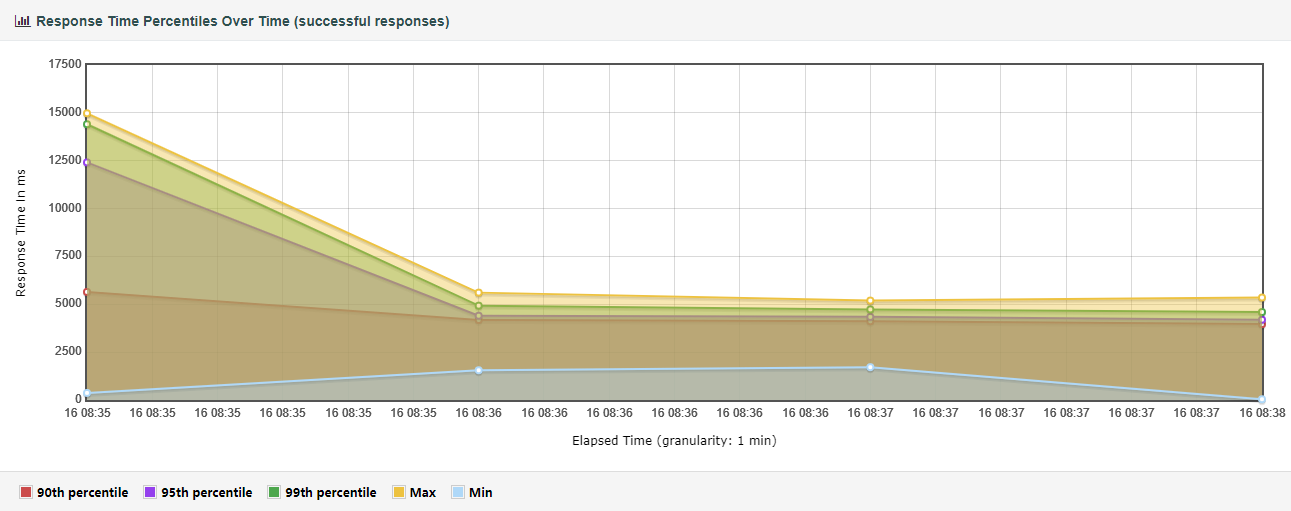 Response Time Percentiles Over Time (successful responses)
17500
15000
12500
10000
7500
5000
2500
0
Response Time In ms
16 08:35 16 08:35 16 08:35 16 08:35 16 08:35 16 08:35 16 08:36 16 08:36 16 08:36 16 08:36 16 08:36 16 08:36 16 08:37 16 08:37 16 08:37 16 08:37 16 08:37 16 08:37 16 08:38
Elapsed Time (granularity: 1 min)
90th percentile 95th percentile 99th percentile Max Min